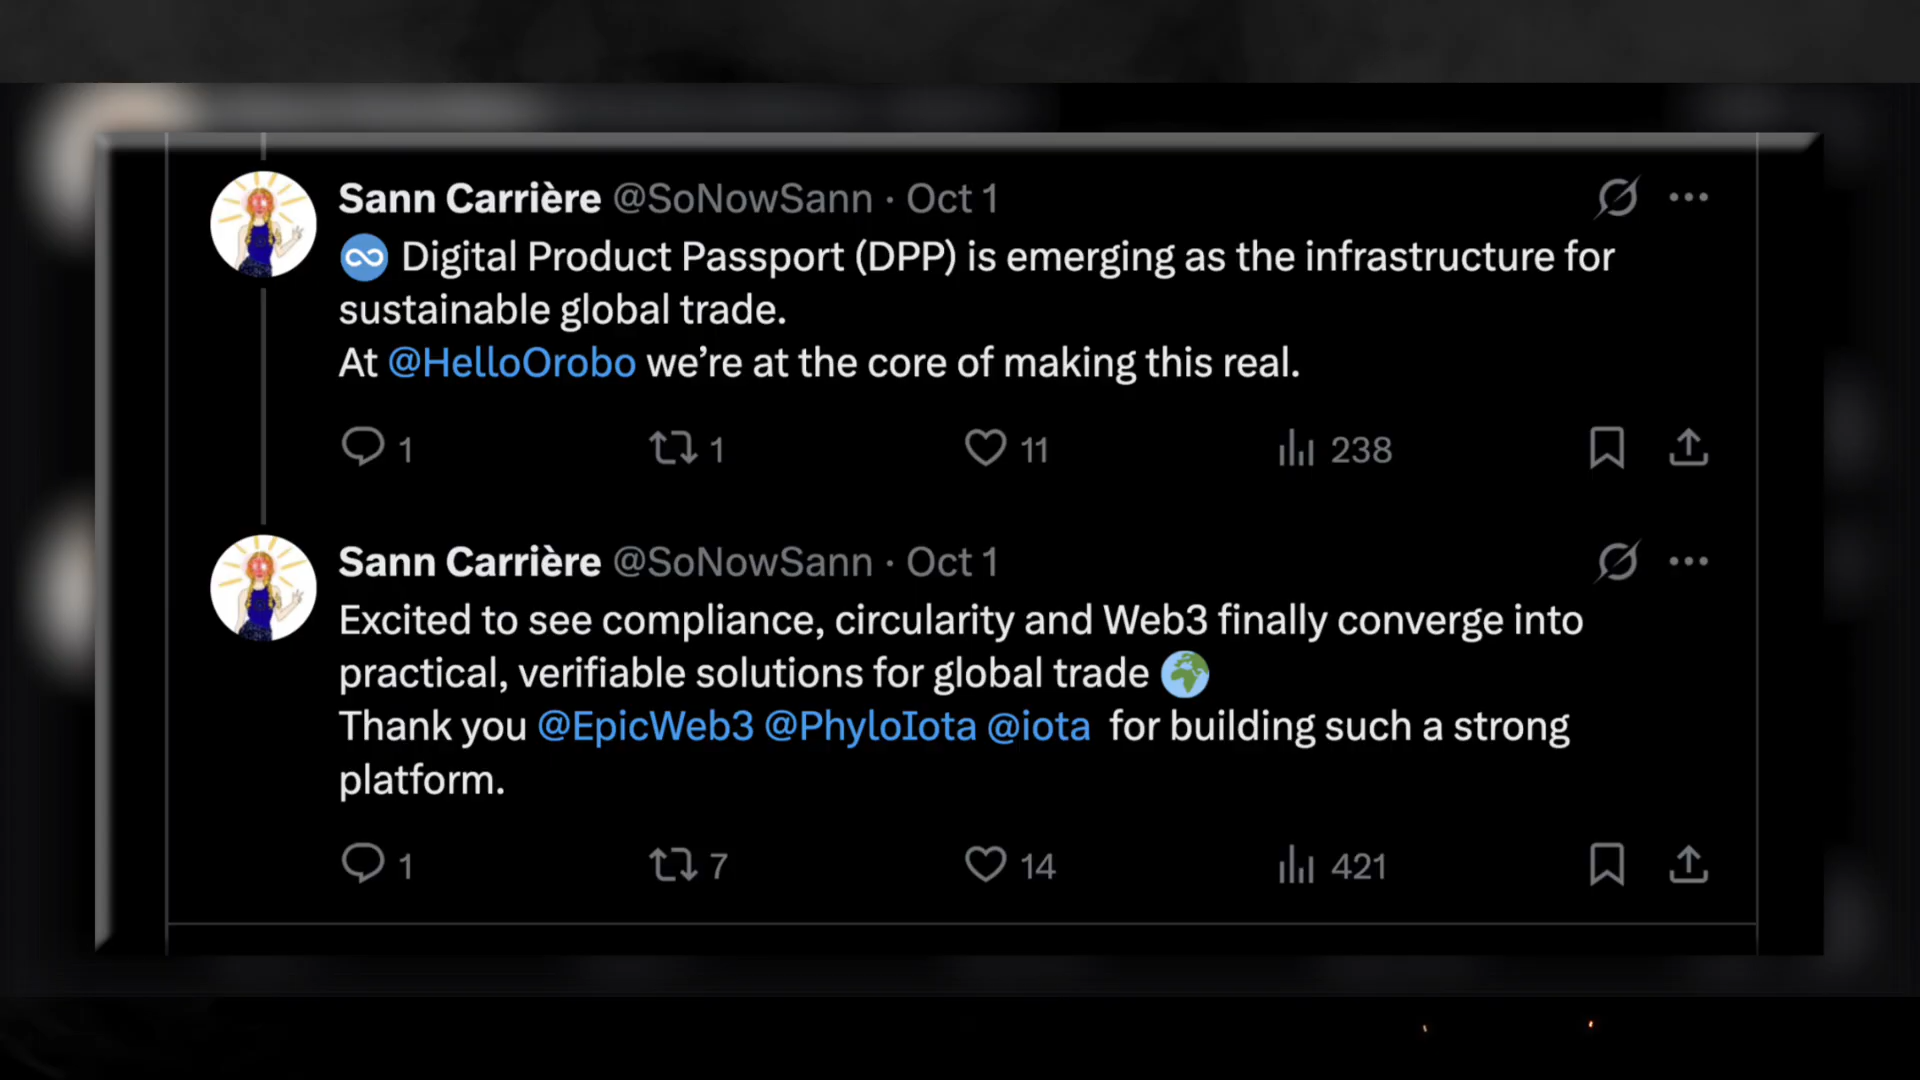 Sann Carrière @SoNowSann · Oct 1
♾️ Digital Product Passport (DPP) is emerging as the infrastructure for
sustainable global trade.
At @HelloOrobo we’re at the core of making this real.
1 1 11 238
Sann Carrière @SoNowSann · Oct 1
Excited to see compliance, circularity and Web3 finally converge into
practical, verifiable solutions for global trade 🌍
Thank you @EpicWeb3 @PhyloIota @iota for building such a strong
platform.
1 7 14 421